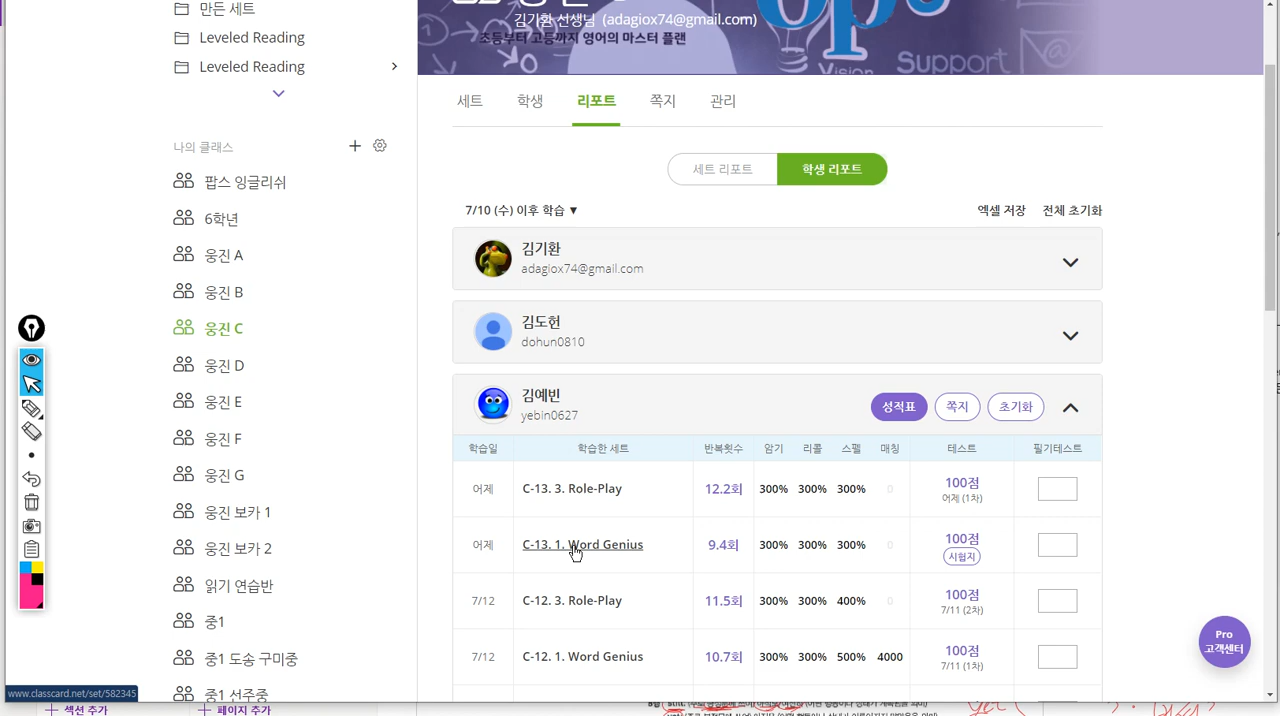 만든 세트
Leveled Reading
Leveled Reading
나의 클래스
팝스 잉글리쉬
6학년
웅진 A
웅진 B
웅진 C
웅진 D
웅진 E
웅진 F
웅진 G
웅진 보카 1
웅진 보카 2
읽기 연습반
중1
중1 도송 구미중
중1 선주중
www.classcard.net/set/582345
섹션 추가
페이지 추가
김기환 선생님 (adagiox74@gmail.com)
초등부터 고등까지 영어의 마스터 플랜
Vision
Support
세트 학생 리포트 쪽지 관리
세트 리포트 학생 리포트
7/10 (수) 이후 학습 ▼ 엑셀 저장 전체 초기화
김기환
adagiox74@gmail.com
김도헌
dohun0810
김예빈
yebin0627
성적표 쪽지 초기화
학습일 학습한 세트 반복횟수 암기 리콜 스펠 매칭 테스트 필기테스트
어제 C-13. 3. Role-Play 12.2회 300% 300% 300% 0 100점
어제 (1차)
어제 C-13. 1. Word Genius 9.4회 300% 300% 300% 0 100점
시험지
7/12 C-12. 3. Role-Play 11.5회 300% 300% 400% 0 100점
7/11 (2차)
7/12 C-12. 1. Word Genius 10.7회 300% 300% 500% 4000 100점
7/11 (1차)
Pro
고객센터